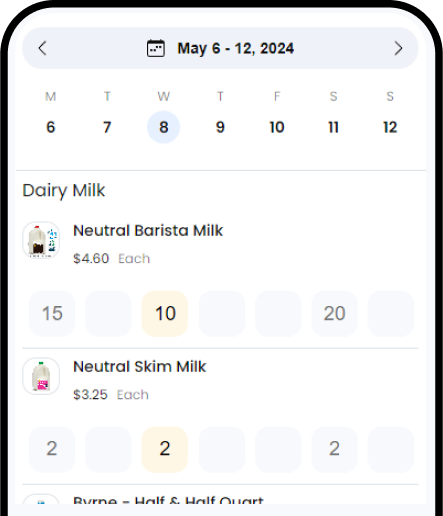 May 6 - 12, 2024
M T W T F S S
6 7 8 9 10 11 12
Dairy Milk
Neutral Barista Milk
$4.60 Each
15 10 20
Neutral Skim Milk
$3.25 Each
2 2 2
Byrne - Half & Half Quart